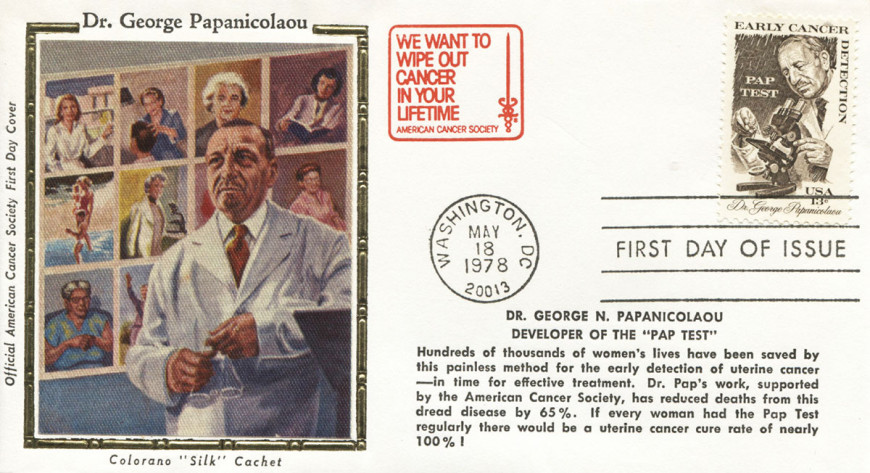 Dr. George Papanicolaou
Official American Cancer Society First Day Cover
Colorano "Silk" Cachet
WE WANT TO
WIPE OUT
CANCER
IN YOUR
LIFETIME
AMERICAN CANCER SOCIETY
EARLY CANCER
DETECTION
PAP
TEST
USA
13c
Dr. George Papanicolaou
WASHINGTON, DC
MAY
18
1978
20013
FIRST DAY OF ISSUE
DR. GEORGE N. PAPANICOLAOU
DEVELOPER OF THE "PAP TEST"
Hundreds of thousands of women's lives have been saved by
this painless method for the early detection of uterine cancer
—in time for effective treatment. Dr. Pap's work, supported
by the American Cancer Society, has reduced deaths from this
dread disease by 65%. If every woman had the Pap Test
regularly there would be a uterine cancer cure rate of nearly
100%!